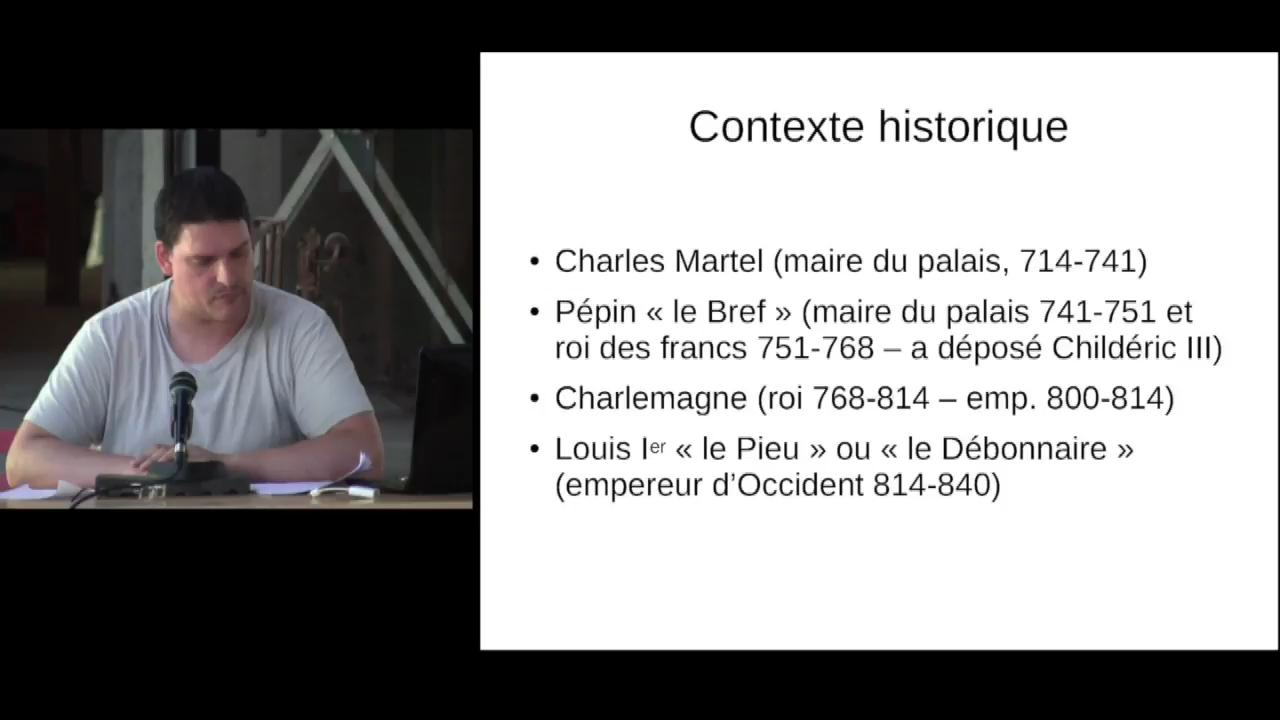 Contexte historique
• Charles Martel (maire du palais, 714-741)
• Pépin « le Bref » (maire du palais 741-751 et
roi des francs 751-768 – a déposé Childéric III)
• Charlemagne (roi 768-814 – emp. 800-814)
• Louis Ier « le Pieu » ou « le Débonnaire »
(empereur d’Occident 814-840)